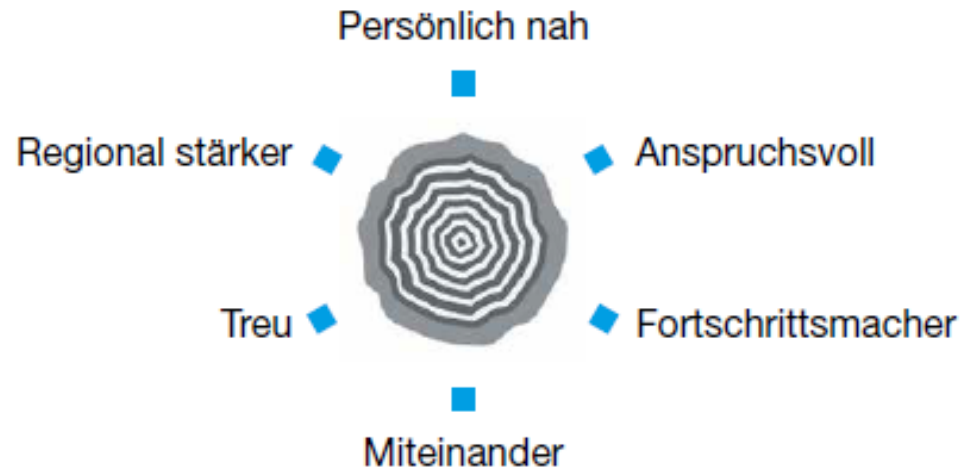 Persönlich nah
Regional stärker
Anspruchsvoll
Treu
Fortschrittsmacher
Miteinander